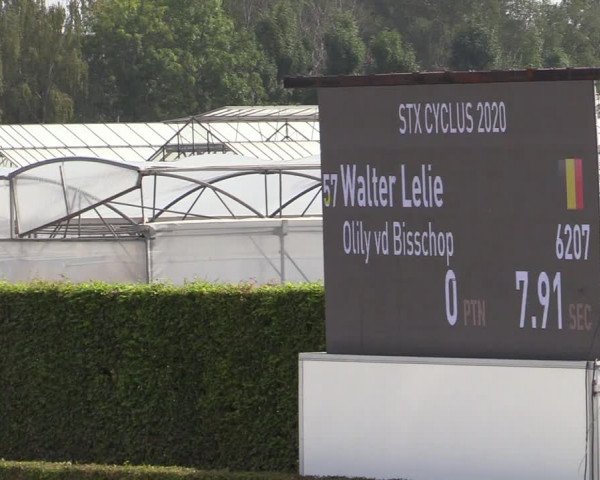 STX CYCLUS 2020
57 Walter Lelie
Olily vd Bisschop 6207
0 PTN 7.91 SEC